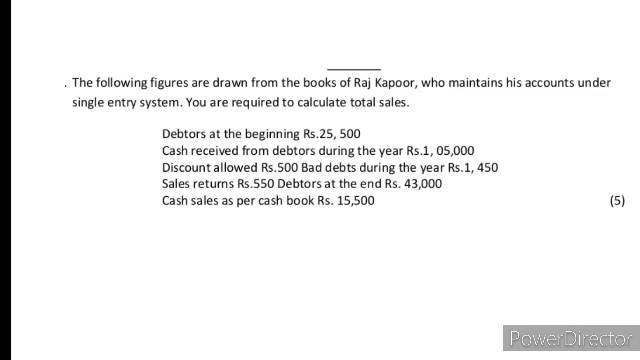 . The following figures are drawn from the books of Raj Kapoor, who maintains his accounts under
single entry system. You are required to calculate total sales.
Debtors at the beginning Rs.25, 500
Cash received from debtors during the year Rs.1, 05,000
Discount allowed Rs.500 Bad debts during the year Rs.1, 450
Sales returns Rs.550 Debtors at the end Rs. 43,000
Cash sales as per cash book Rs. 15,500 (5)
PowerDirector